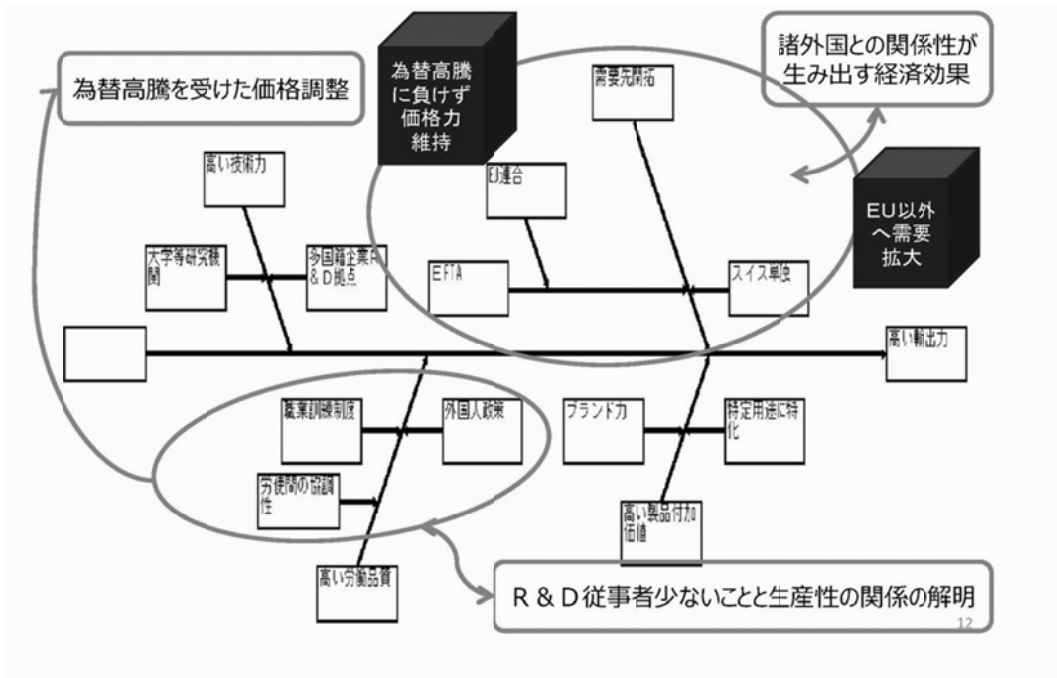 為替高騰を受けた価格調整
為替高騰
に負けず
価格力
維持
諸外国との関係性が
生み出す経済効果
需要先開拓
高い技術力
EU連合
EU以外
へ需要
拡大
大学等研究機
関
多国籍企業R
&D拠点
EFTA
スイス単独
高い輸出力
職業訓練制度
外国人政策
ブランド力
特定用途に特
化
労使間の協調
性
高い製品付加
価値
高い労働品質
R&D従事者少ないことと生産性の関係の解明
12